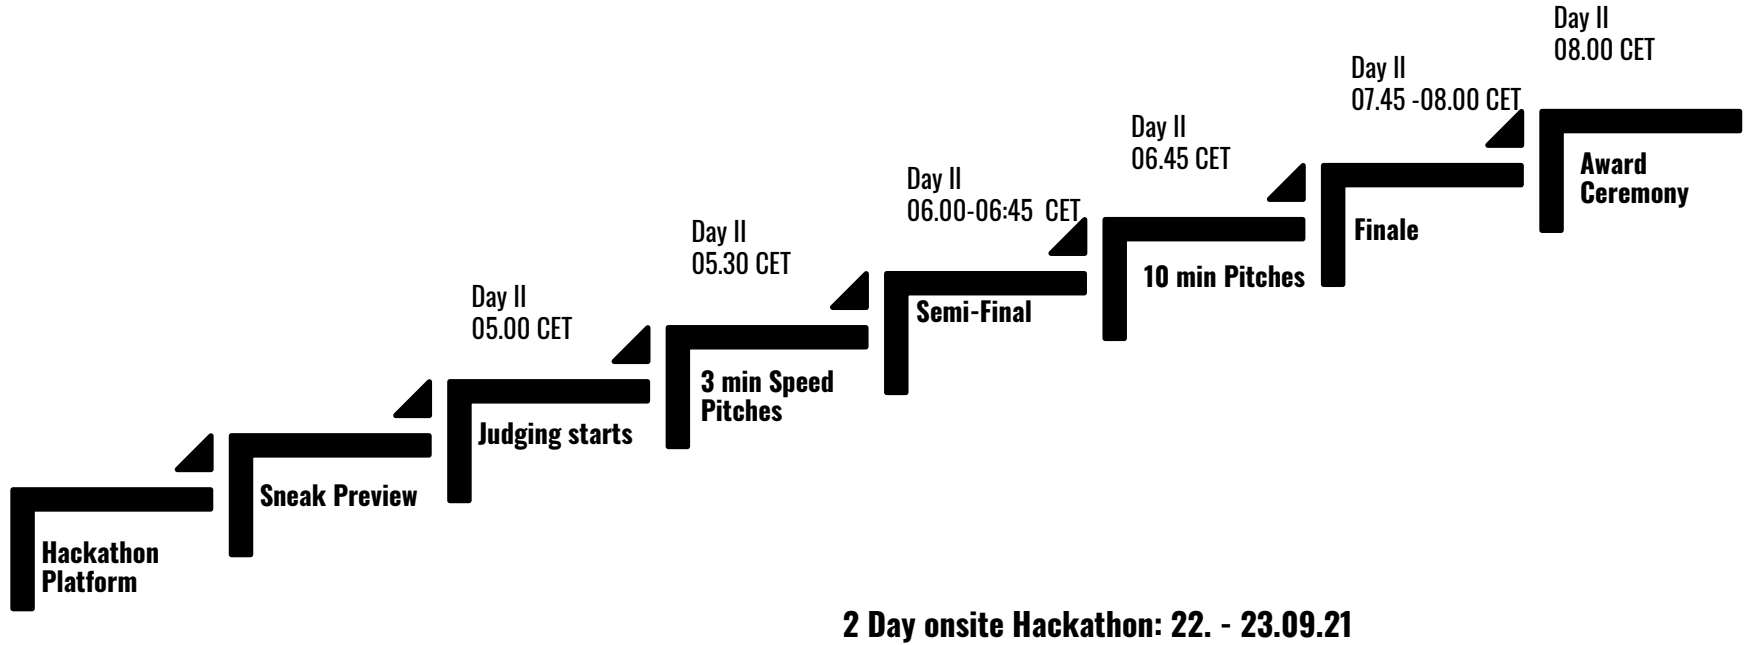 Day II
08.00 CET
Day II
07.45 -08.00 CET
Day II
06.45 CET
Award
Ceremony
Day II
06.00-06:45  CET
Finale
Day II
05.30 CET
10 min Pitches
Day II
05.00 CET
Semi-Final
3 min Speed
Pitches
Judging starts
Sneak Preview
Hackathon
Platform
2 Day onsite Hackathon: 22. - 23.09.21